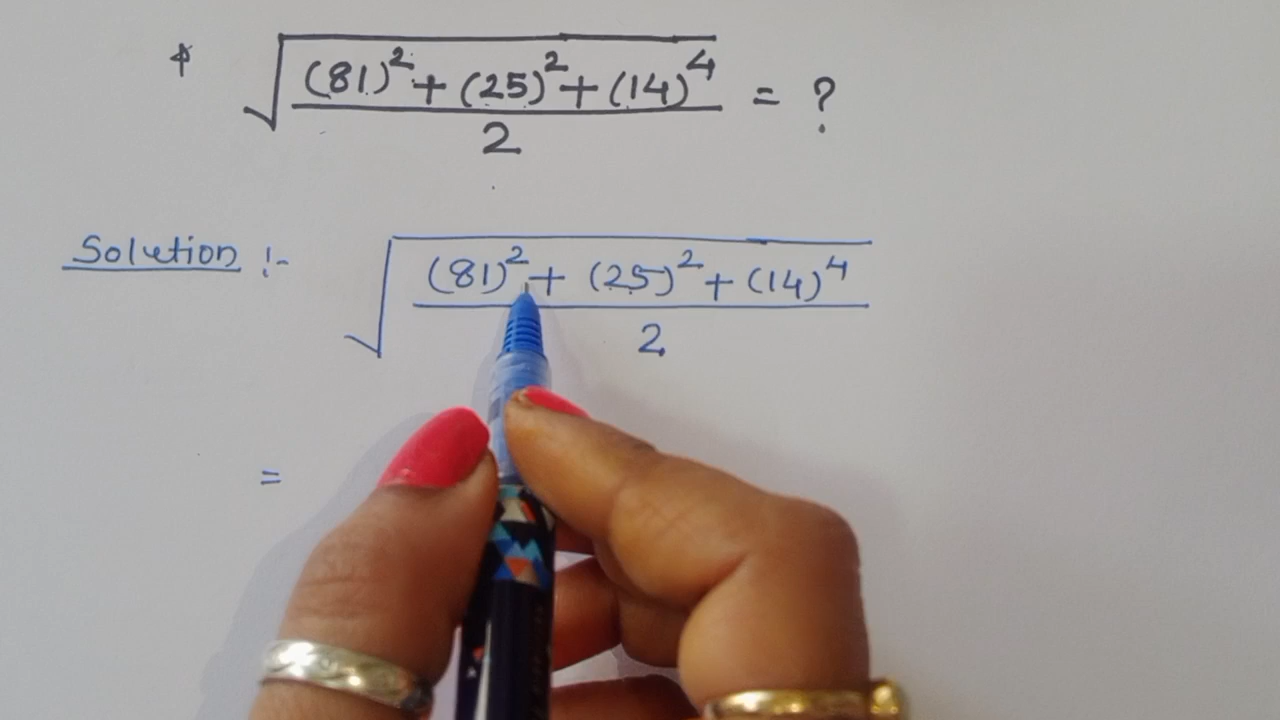 * √(((81)² + (25)² + (14)⁴)/2) = ?
Solution :- √(((81)² + (25)² + (14)⁴)/2)
=